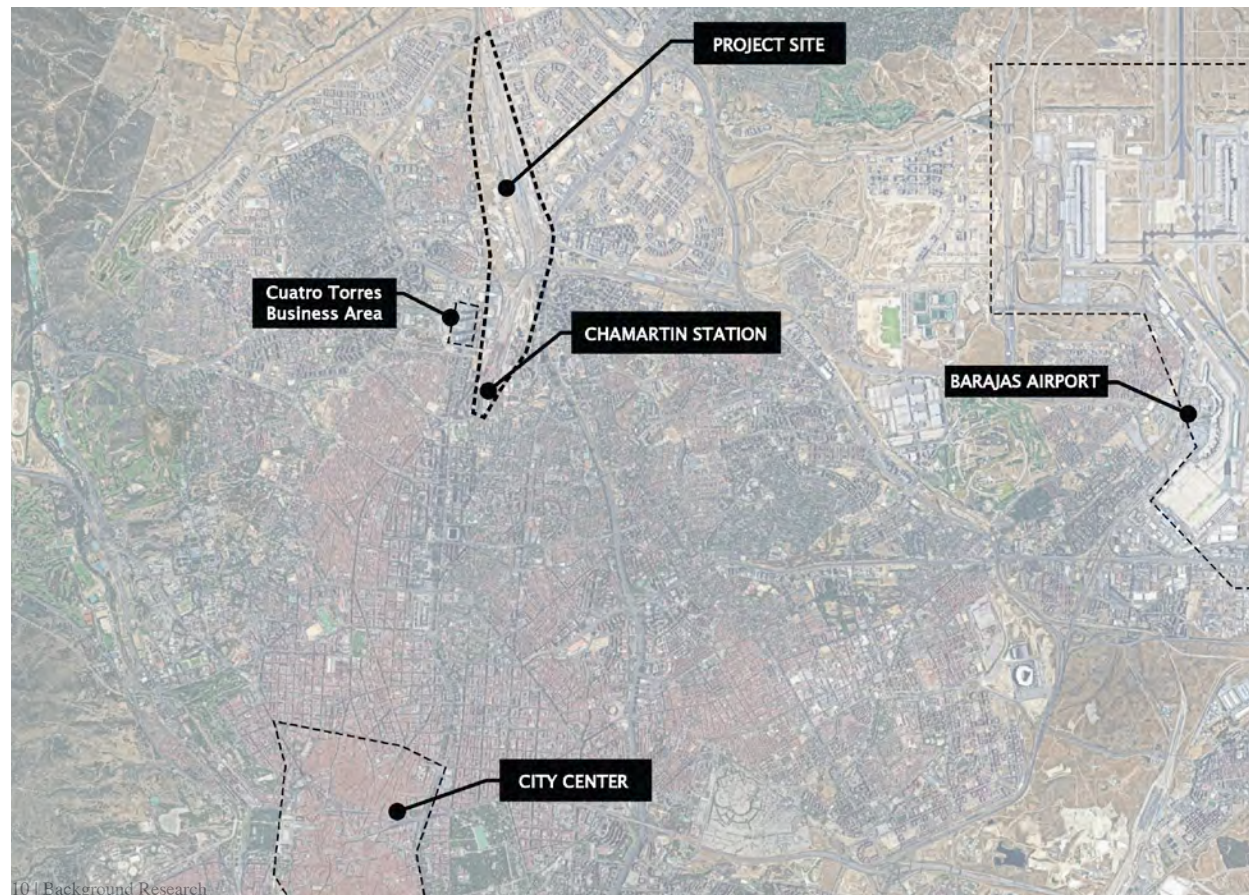 PROJECT SITE
Cuatro Torres
Business Area
CHAMARTIN STATION
BARAJAS AIRPORT
CITY CENTER
10 | Background Research